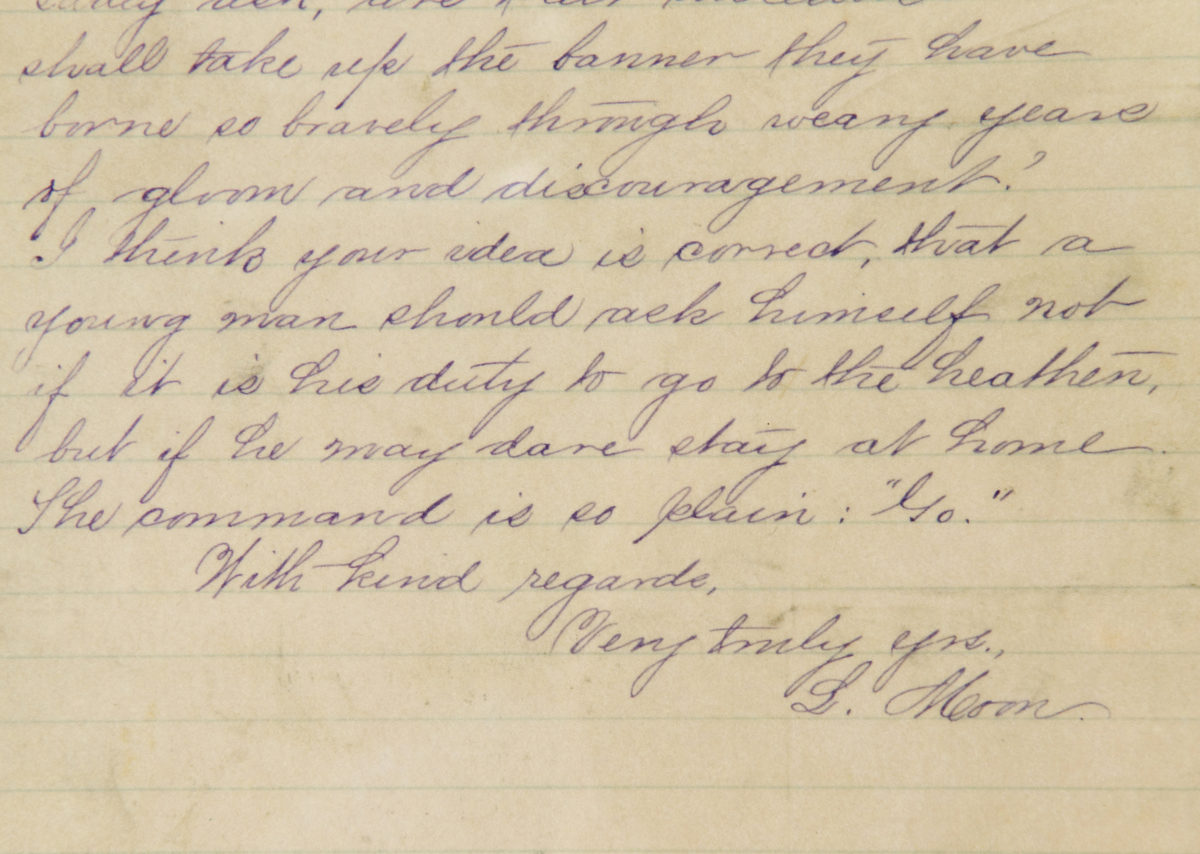 shall take up the banner they have
borne so bravely through weary years
of gloom and discouragement?
I think your idea is correct, that a
young man should ask himself not
if it is his duty to go to the heathen,
but if he may dare stay at home.
The command is so plain: "Go."
With kind regards,
Very truly yrs.,
L. Moon.